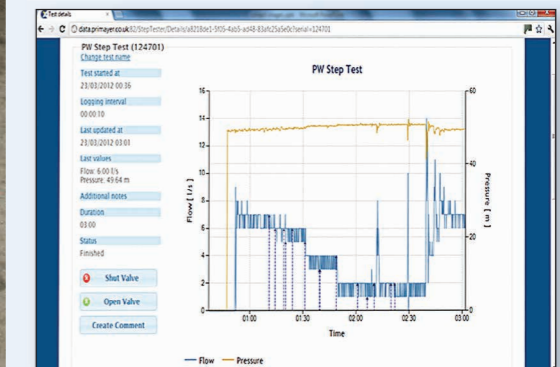 Test details
data.primayer.co.uk:82/StepTester/Details/a8218de1-5f05-4ab5-ad48-83afc25a5e0c?serial=124701
PW Step Test (124701)
Change test name
Test started at
23/03/2012 00:36
Logging interval
00:00:10
Last updated at
23/03/2012 03:01
Last values
Flow: 6.00 l/s
Pressure: 49.64 m
Additional notes
Duration
03:00
Status
Finished
Shut Valve
Open Valve
Create Comment
PW Step Test
Flow [ l/s ]
16
14
12
10
8
6
4
2
0
Pressure [ m ]
60
40
20
0
01:00 01:30 02:00 02:30 03:00
Time
Flow Pressure